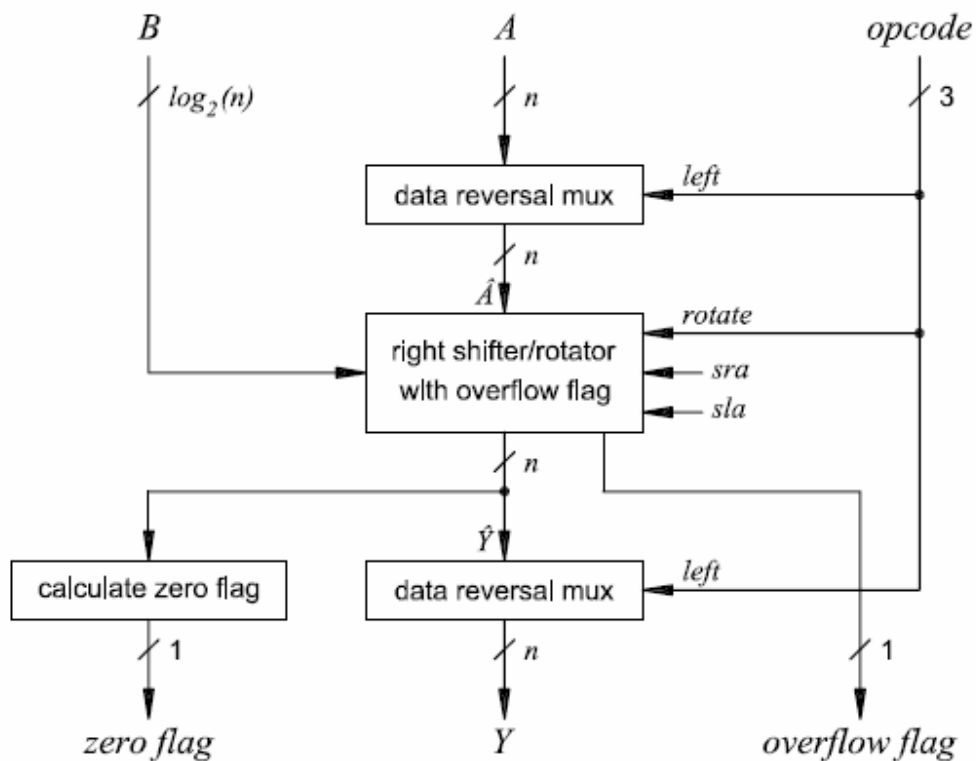 B
A
opcode
log₂(n)
n
3
data reversal mux
left
n
Â
right shifter/rotator
with overflow flag
rotate
sra
sla
n
Ŷ
calculate zero flag
data reversal mux
left
1
n
1
zero flag
Y
overflow flag